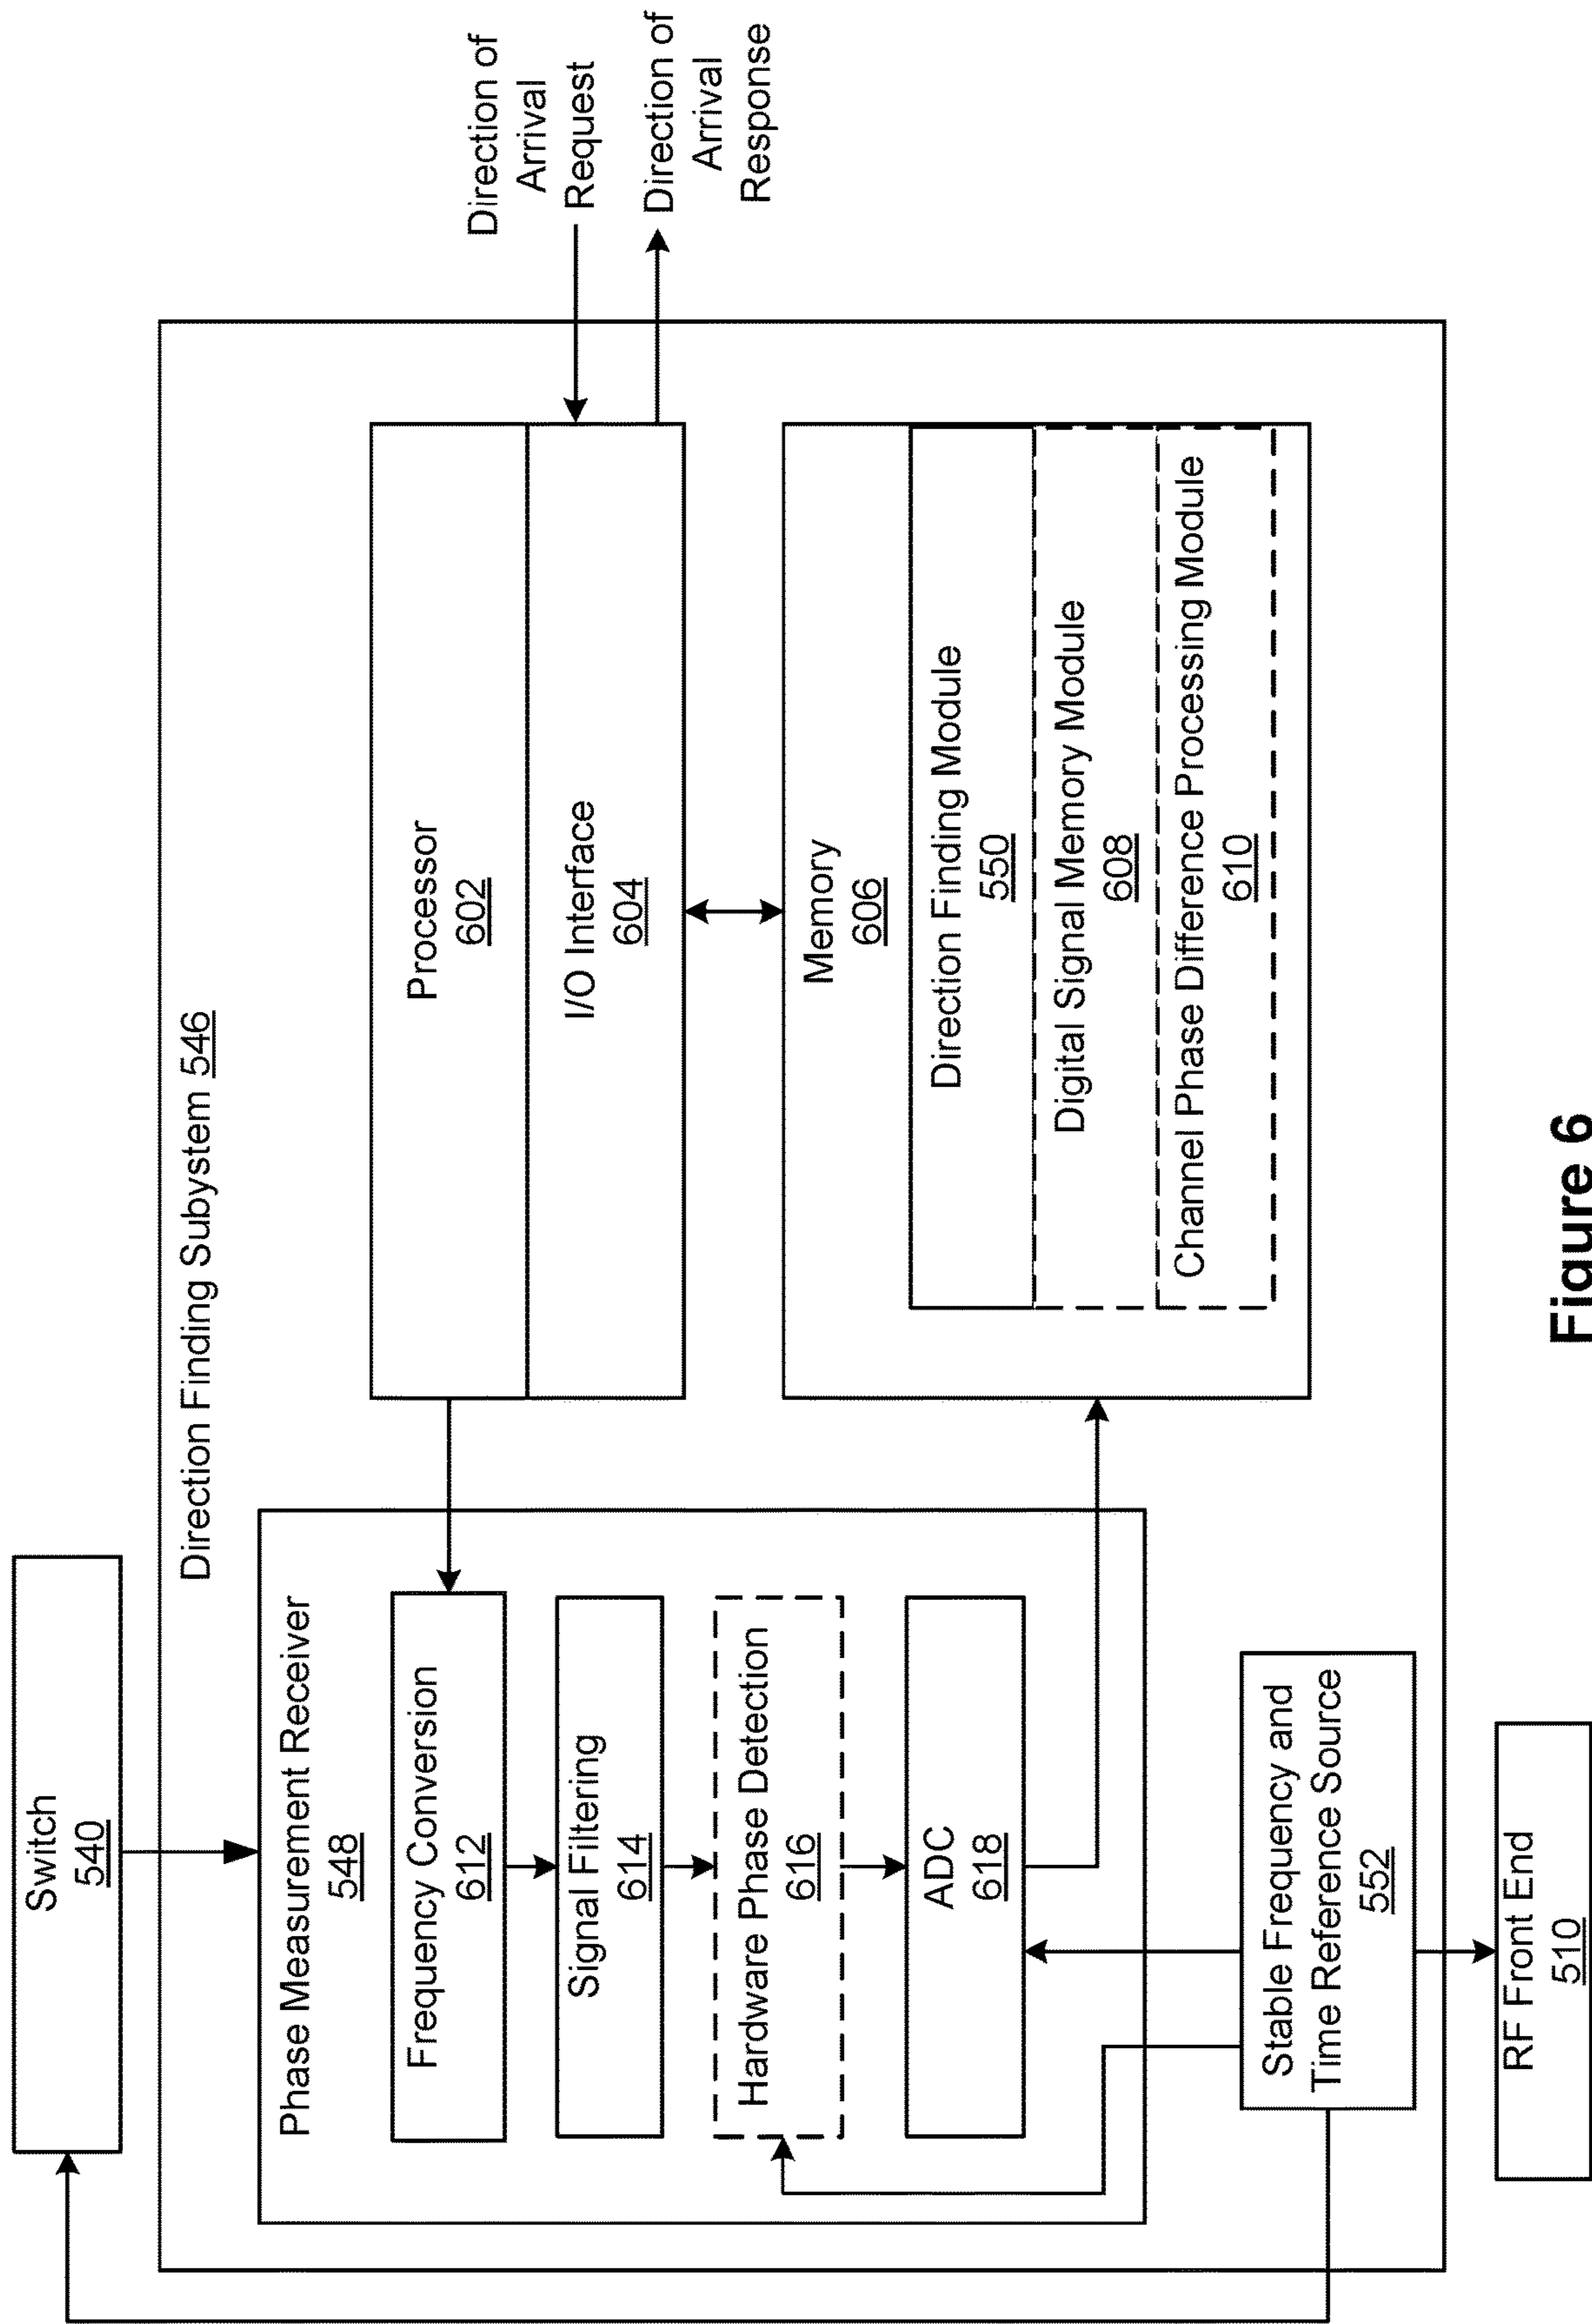 Switch
540
Direction Finding Subystem 546
Phase Measurement Receiver
548
Frequency Conversion
612
Signal Filtering
614
Hardware Phase Detection
616
ADC
618
Stable Frequency and
Time Reference Source
552
RF Front End
510
Processor
602
I/O Interface
604
Memory
606
Direction Finding Module
550
Digital Signal Memory Module
608
Channel Phase Difference Processing Module
610
Direction of
Arrival
Request
Direction of
Arrival
Response
Figure 6